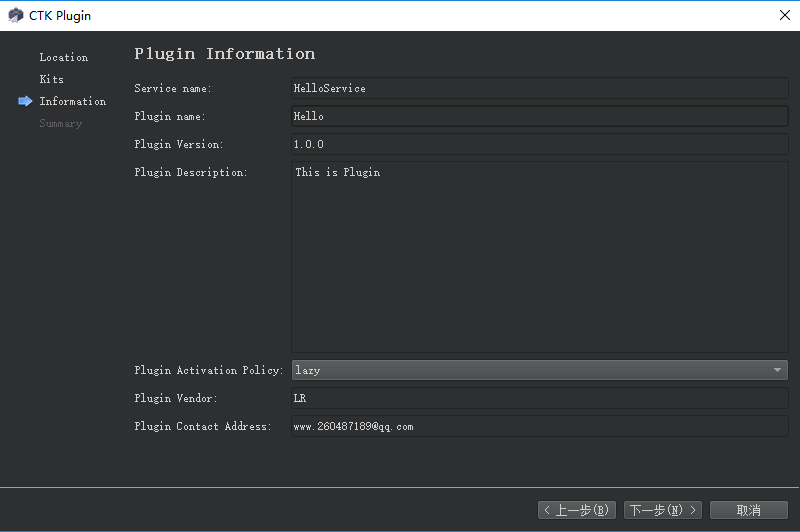 CTK Plugin
Location
Kits
Information
Summary
Plugin Information
Service name: HelloService
Plugin name: Hello
Plugin Version: 1.0.0
Plugin Description: This is Plugin
Plugin Activation Policy: lazy
Plugin Vendor: LR
Plugin Contact Address: www.260487189@qq.com
< 上一步(B) 下一步(N) > 取消